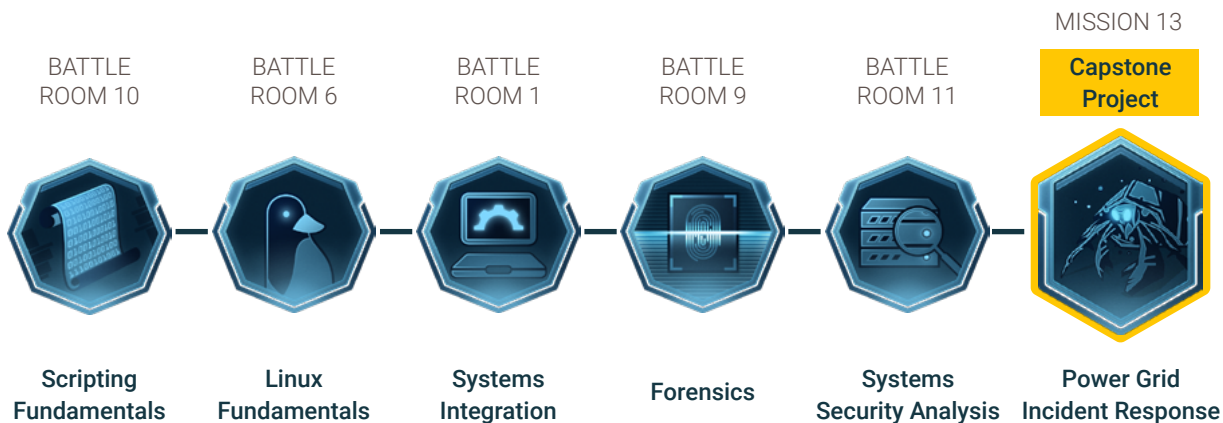 BATTLE
ROOM 10
BATTLE
ROOM 6
BATTLE
ROOM 1
BATTLE
ROOM 9
BATTLE
ROOM 11
MISSION 13
Capstone
Project
Scripting
Fundamentals
Linux
Fundamentals
Systems
Integration
Forensics
Systems
Security Analysis
Power Grid
Incident Response